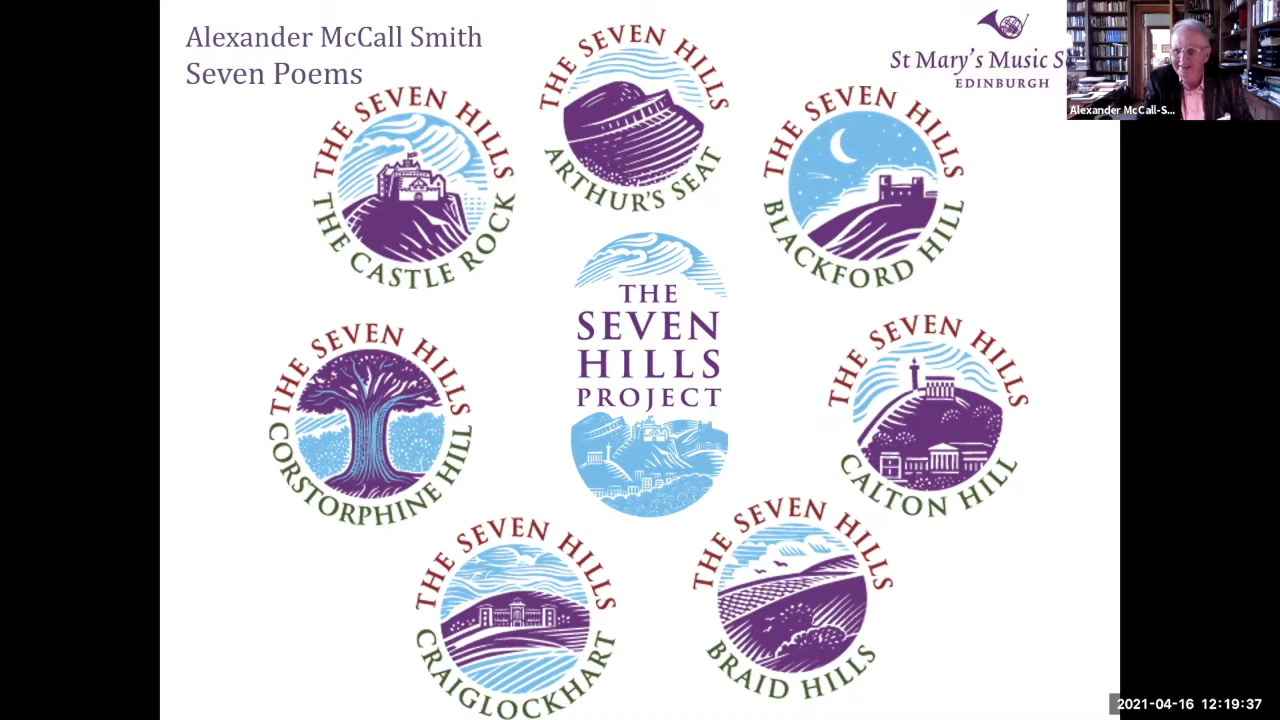 Alexander McCall Smith
Seven Poems
St Mary's Music S
EDINBURGH
Alexander McCall-S...
THE SEVEN HILLS
ARTHUR'S SEAT
THE SEVEN HILLS
THE CASTLE ROCK
THE SEVEN HILLS
BLACKFORD HILL
THE
SEVEN
HILLS
PROJECT
THE SEVEN HILLS
CORSTORPHINE HILL
THE SEVEN HILLS
CALTON HILL
THE SEVEN HILLS
CRAIGLOCKHART
THE SEVEN HILLS
BRAID HILLS
2021-04-16 12:19:37